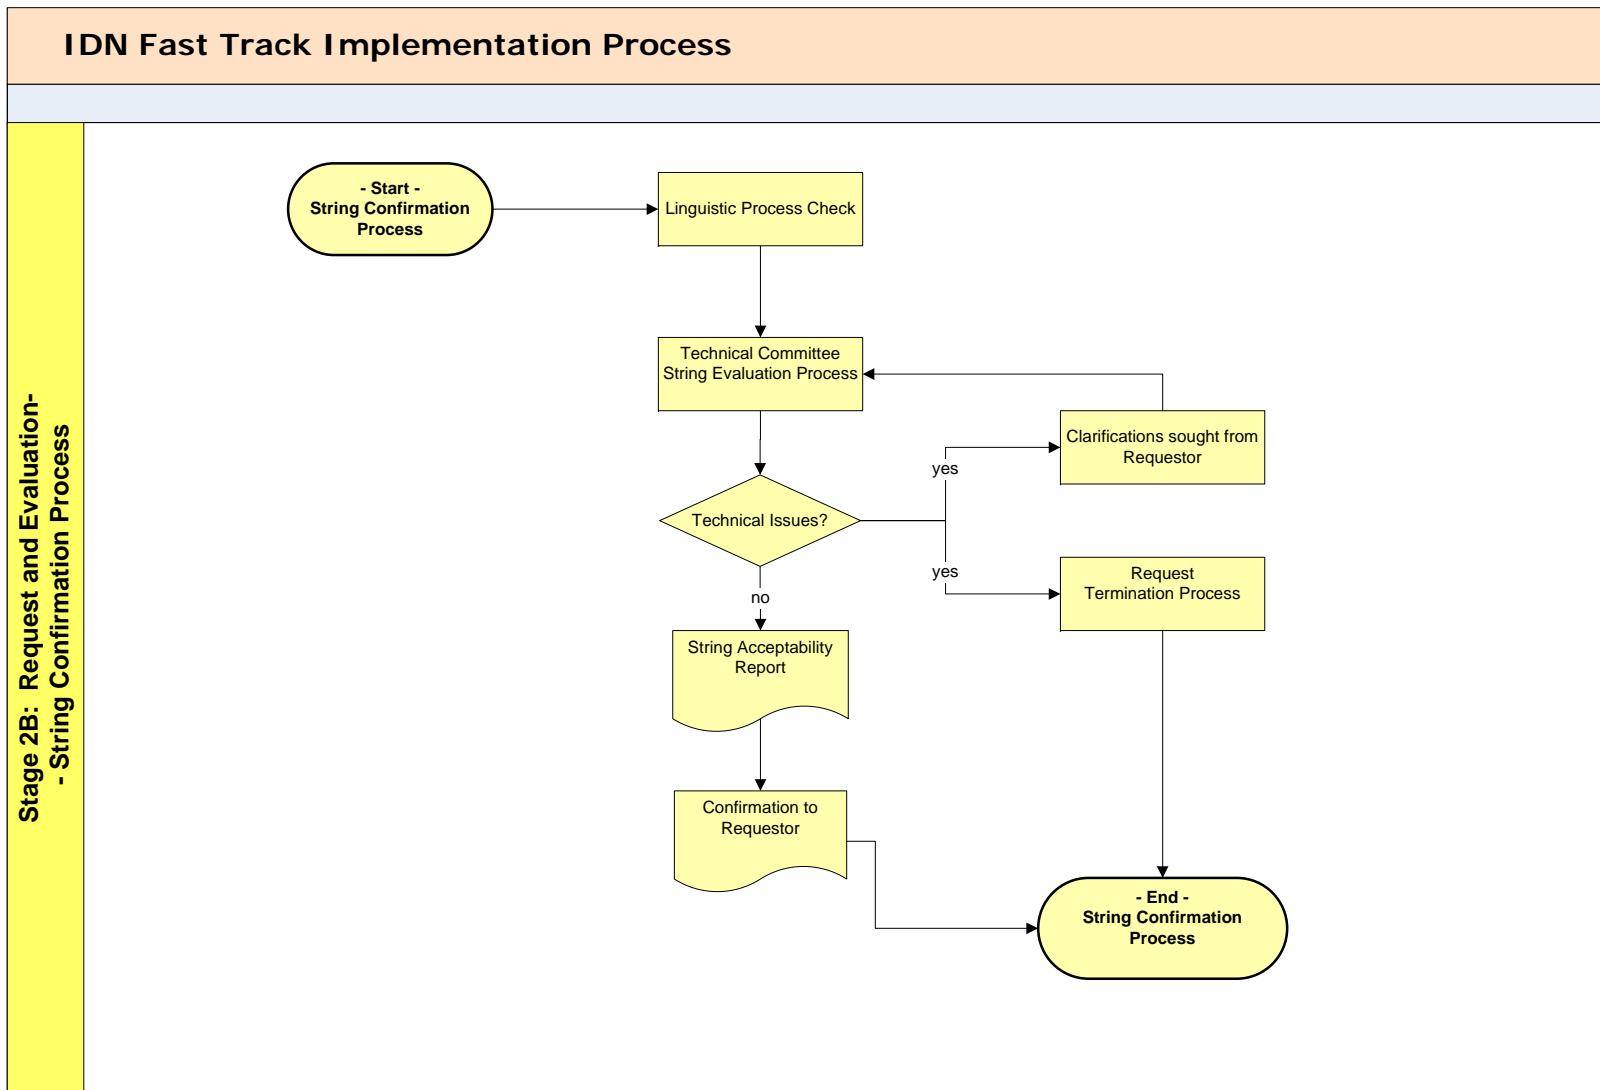 IDN Fast Track Implementation Process
Stage 2B:  Request and Evaluation-
- String Confirmation Process
- Start -
String Confirmation
Process
Linguistic Process Check
Technical Committee
String Evaluation Process
Clarifications sought from
Requestor
yes
Technical Issues?
yes
Request
Termination Process
no
String Acceptability
Report
Confirmation to
Requestor
- End -
String Confirmation
Process